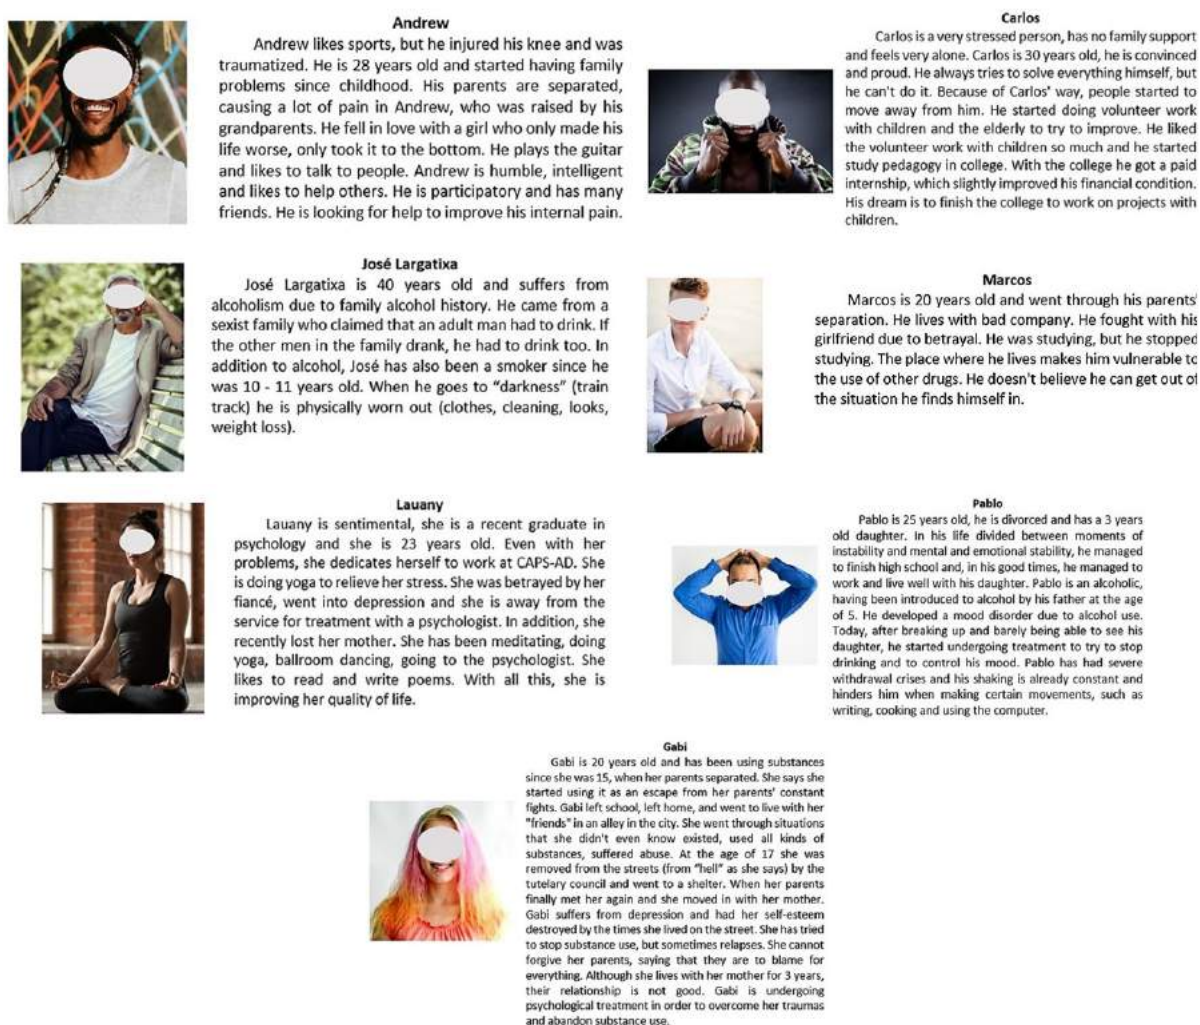 Andrew
Andrew likes sports, but he injured his knee and was
traumatized. He is 28 years old and started having family
problems since childhood. His parents are separated,
causing a lot of pain in Andrew, who was raised by his
grandparents. He fell in love with a girl who only made his
life worse, only took it to the bottom. He plays the guitar
and likes to talk to people. Andrew is humble, intelligent
and likes to help others. He is participatory and has many
friends. He is looking for help to improve his internal pain.
Carlos
Carlos is a very stressed person, has no family support
and feels very alone. Carlos is 30 years old, he is convinced
and proud. He always tries to solve everything himself, but
he can't do it. Because of Carlos' way, people started to
move away from him. He started doing volunteer work
with children and the elderly to try to improve. He liked
the volunteer work with children so much and he started
study pedagogy in college. With the college he got a paid
internship, which slightly improved his financial condition.
His dream is to finish the college to work on projects with
children.
José Largatixa
José Largatixa is 40 years old and suffers from
alcoholism due to family alcohol history. He came from a
sexist family who claimed that an adult man had to drink. If
the other men in the family drank, he had to drink too. In
addition to alcohol, José has also been a smoker since he
was 10 - 11 years old. When he goes to “darkness” (train
track) he is physically worn out (clothes, cleaning, looks,
weight loss).
Marcos
Marcos is 20 years old and went through his parents'
separation. He lives with bad company. He fought with his
girlfriend due to betrayal. He was studying, but he stopped
studying. The place where he lives makes him vulnerable to
the use of other drugs. He doesn't believe he can get out of
the situation he finds himself in.
Lauany
Lauany is sentimental, she is a recent graduate in
psychology and she is 23 years old. Even with her
problems, she dedicates herself to work at CAPS-AD. She
is doing yoga to relieve her stress. She was betrayed by her
fiancé, went into depression and she is away from the
service for treatment with a psychologist. In addition, she
recently lost her mother. She has been meditating, doing
yoga, ballroom dancing, going to the psychologist. She
likes to read and write poems. With all this, she is
improving her quality of life.
Pablo
Pablo is 25 years old, he is divorced and has a 3 years
old daughter. In his life divided between moments of
instability and mental and emotional stability, he managed
to finish high school and, in his good times, he managed to
work and live well with his daughter. Pablo is an alcoholic,
having been introduced to alcohol by his father at the age
of 5. He developed a mood disorder due to alcohol use.
Today, after breaking up and barely being able to see his
daughter, he started undergoing treatment to try to stop
drinking and to control his mood. Pablo has had severe
withdrawal crises and his shaking is already constant and
hinders him when making certain movements, such as
writing, cooking and using the computer.
Gabi
Gabi is 20 years old and has been using substances
since she was 15, when her parents separated. She says she
started using it as an escape from her parents' constant
fights. Gabi left school, left home, and went to live with her
"friends" in an alley in the city. She went through situations
that she didn't even know existed, used all kinds of
substances, suffered abuse. At the age of 17 she was
removed from the streets (from “hell” as she says) by the
tutelary council and went to a shelter. When her parents
finally met her again and she moved in with her mother.
Gabi suffers from depression and had her self-esteem
destroyed by the times she lived on the street. She has tried
to stop substance use, but sometimes relapses. She cannot
forgive her parents, saying that they are to blame for
everything. Although she lives with her mother for 3 years,
their relationship is not good. Gabi is undergoing
psychological treatment in order to overcome her traumas
and abandon substance use.